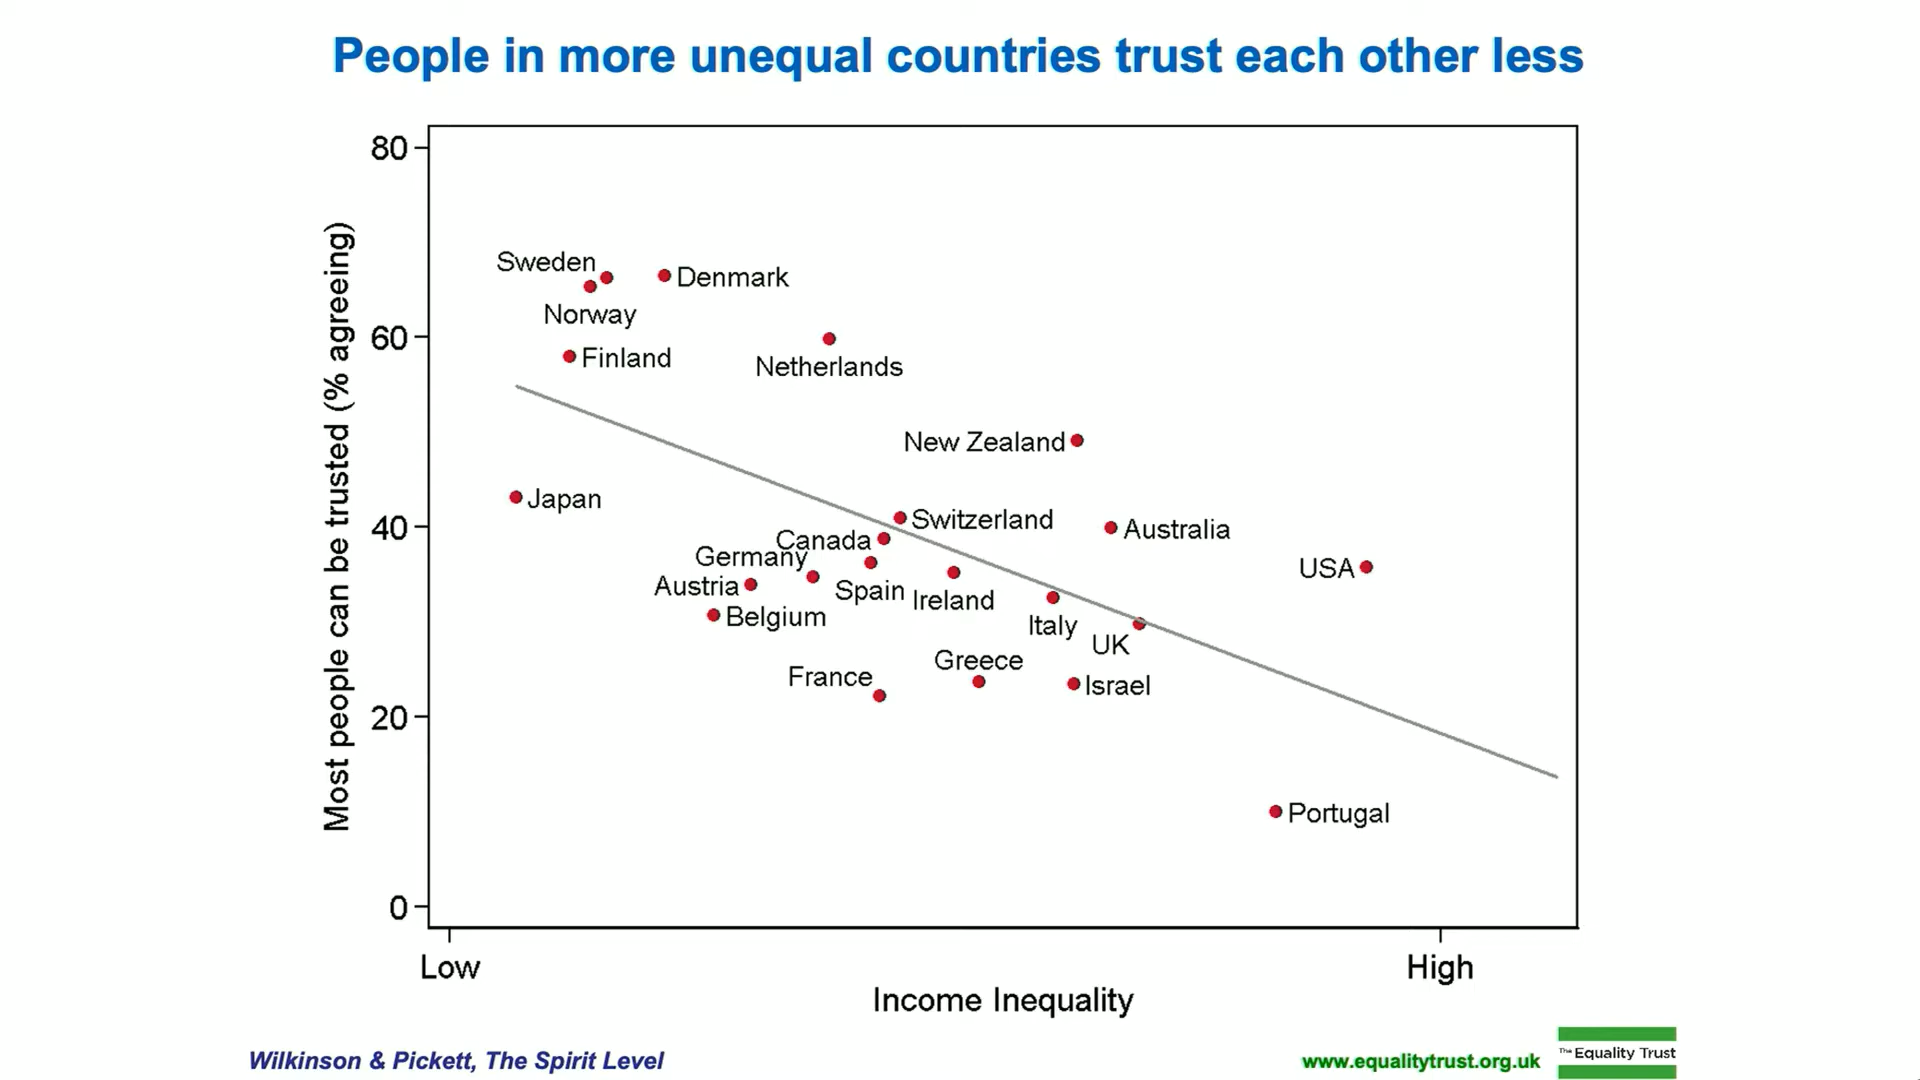 People in more unequal countries trust each other less
Most people can be trusted (% agreeing)
80
60
40
20
0
Sweden
Denmark
Norway
Finland
Netherlands
New Zealand
Japan
Switzerland
Australia
Canada
Germany
USA
Austria
Spain
Ireland
Belgium
Italy
UK
Greece
France
Israel
Portugal
Low
High
Income Inequality
Wilkinson & Pickett, The Spirit Level
www.equalitytrust.org.uk
The Equality Trust